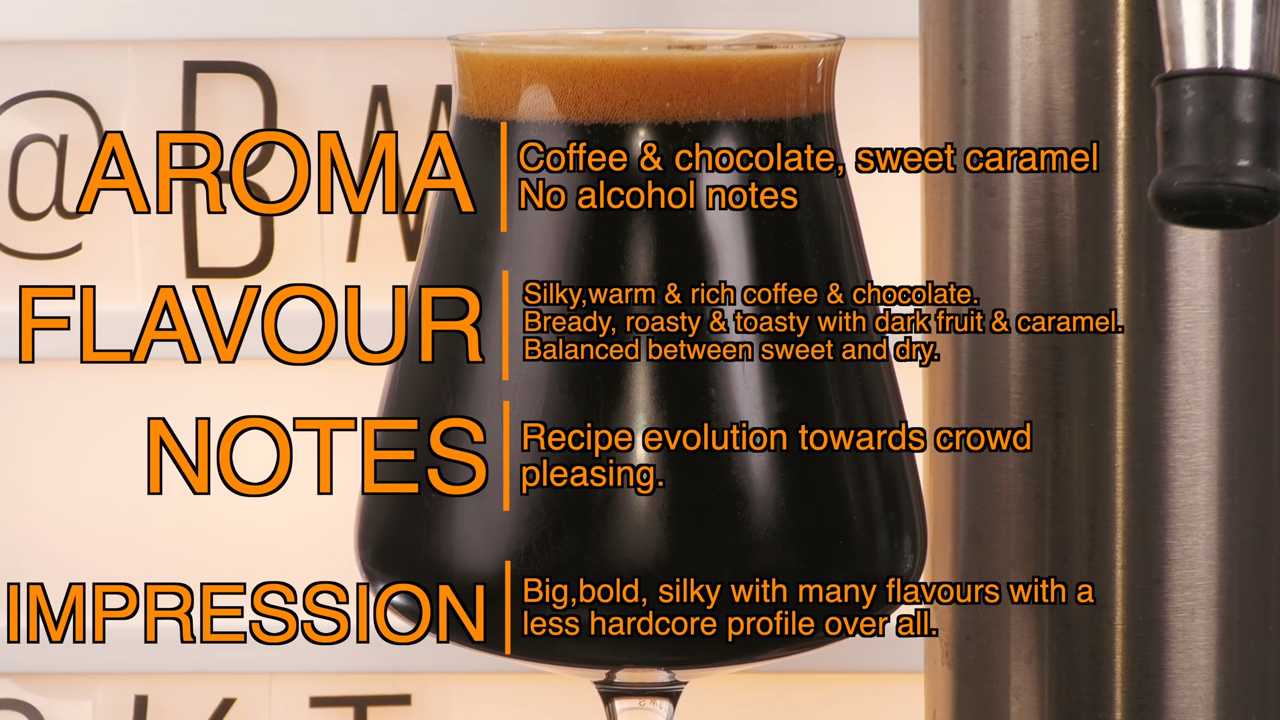 @BM
AROMA
Coffee & chocolate, sweet caramel
No alcohol notes
FLAVOUR
Silky,warm & rich coffee & chocolate.
Bready, roasty & toasty with dark fruit & caramel.
Balanced between sweet and dry.
NOTES
Recipe evolution towards crowd
pleasing.
IMPRESSION
Big,bold, silky with many flavours with a
less hardcore profile over all.